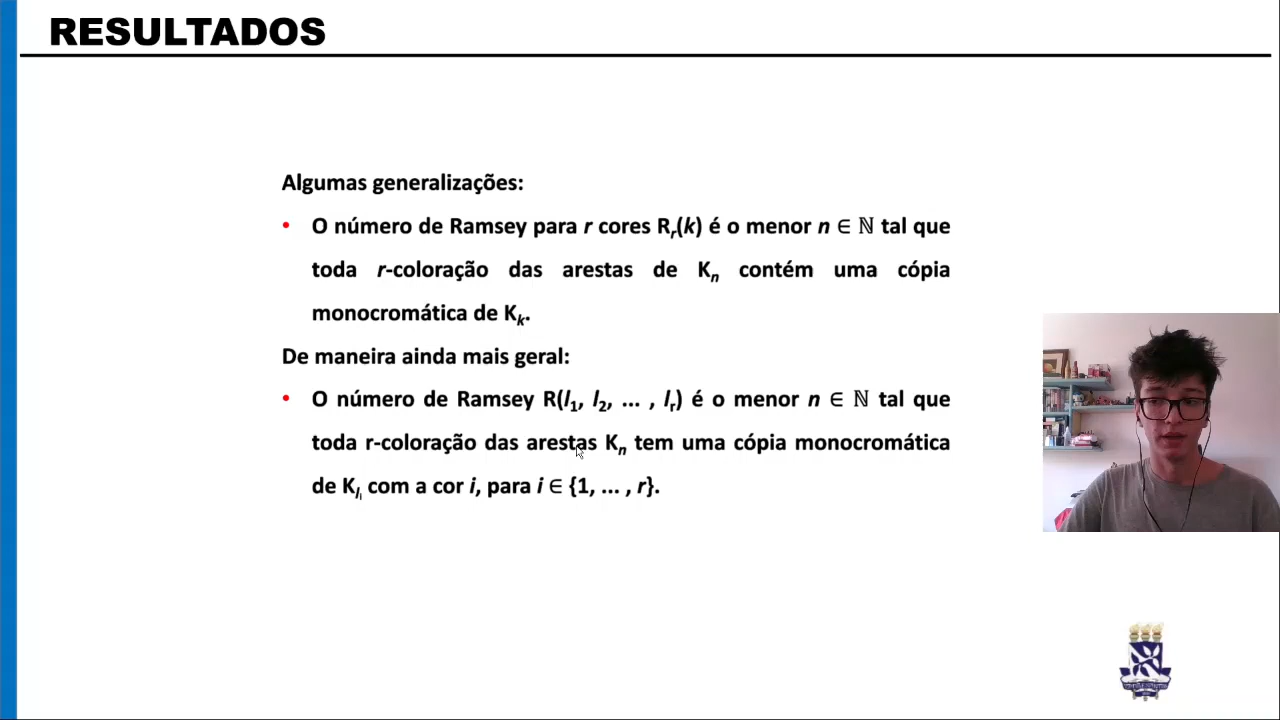 RESULTADOS
Algumas generalizações:
• O número de Ramsey para r cores Rᵣ(k) é o menor n ∈ ℕ tal que
toda r-coloração das arestas de Kₙ contém uma cópia
monocromática de Kₖ.
De maneira ainda mais geral:
• O número de Ramsey R(l₁, l₂, ... , lᵣ) é o menor n ∈ ℕ tal que
toda r-coloração das arestas Kₙ tem uma cópia monocromática
de K_{l_i} com a cor i, para i ∈ {1, ... , r}.